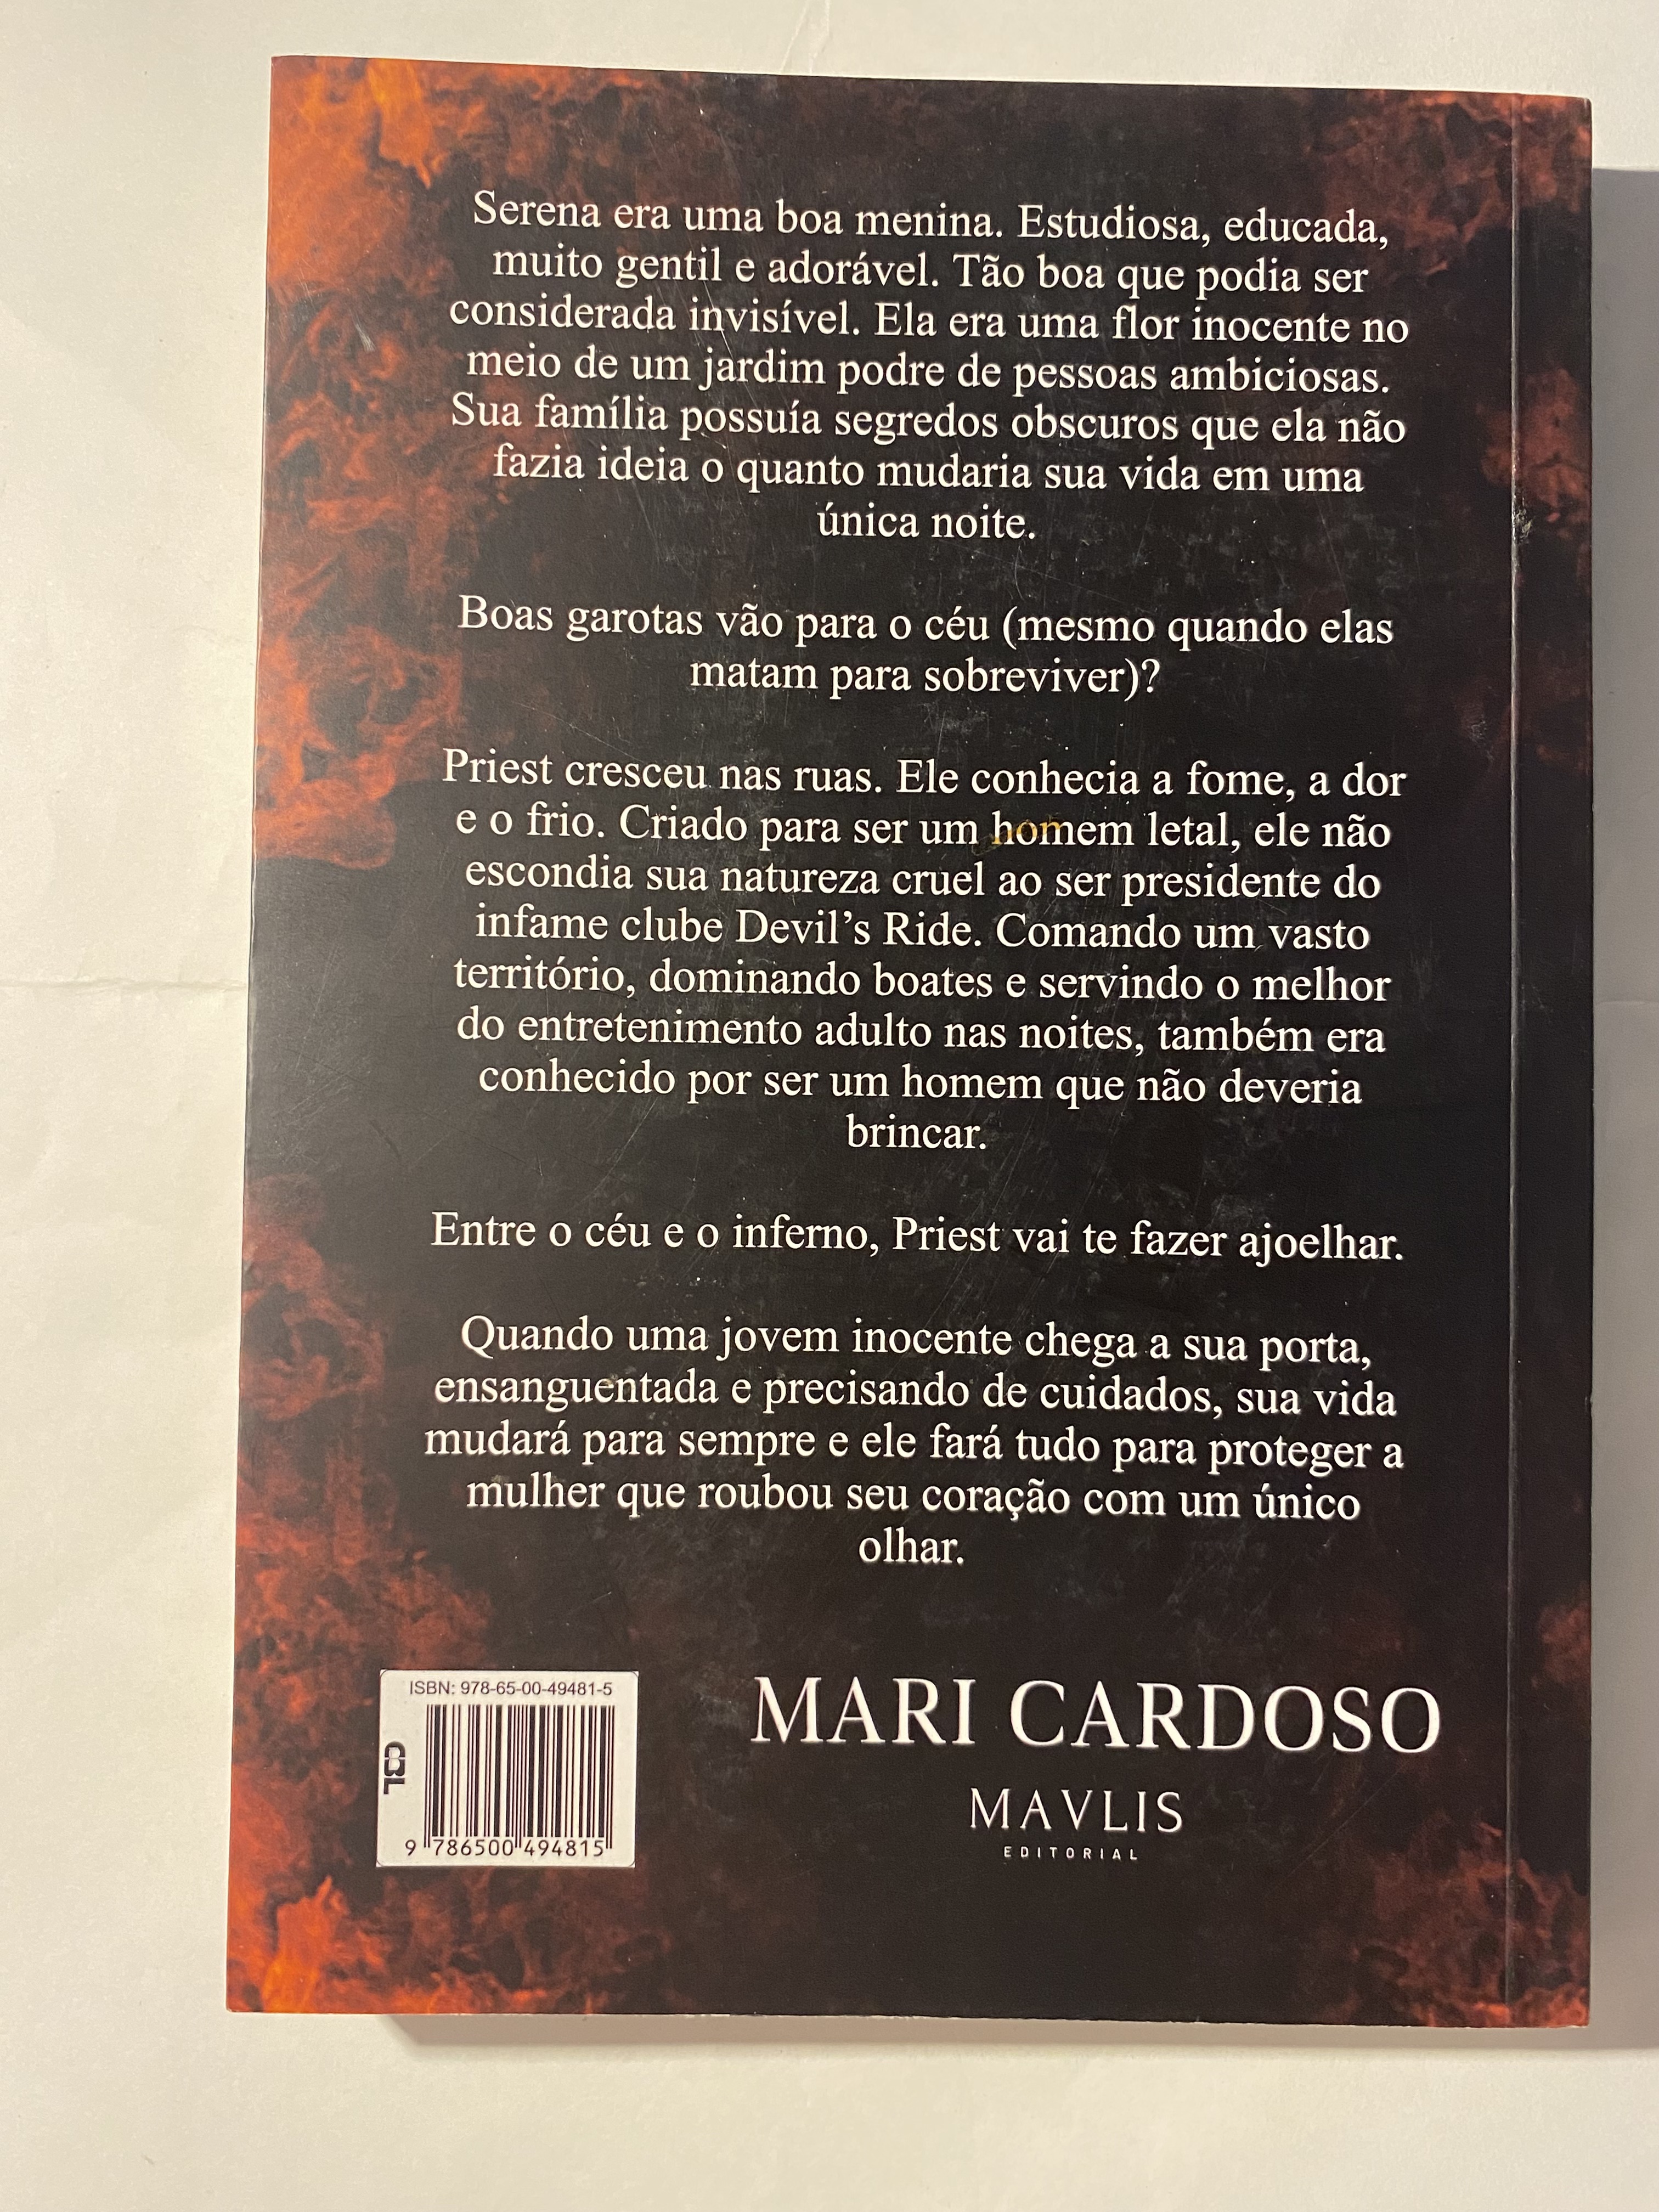 Serena era uma boa menina. Estudiosa, educada,
muito gentil e adorável. Tão boa que podia ser
considerada invisível. Ela era uma flor inocente no
meio de um jardim podre de pessoas ambiciosas.
Sua família possuía segredos obscuros que ela não
fazia ideia o quanto mudaria sua vida em uma
única noite.
Boas garotas vão para o céu (mesmo quando elas
matam para sobreviver)?
Priest cresceu nas ruas. Ele conhecia a fome, a dor
e o frio. Criado para ser um homem letal, ele não
escondia sua natureza cruel ao ser presidente do
infame clube Devil’s Ride. Comando um vasto
território, dominando boates e servindo o melhor
do entretenimento adulto nas noites, também era
conhecido por ser um homem que não deveria
brincar.
Entre o céu e o inferno, Priest vai te fazer ajoelhar.
Quando uma jovem inocente chega a sua porta,
ensanguentada e precisando de cuidados, sua vida
mudará para sempre e ele fará tudo para proteger a
mulher que roubou seu coração com um único
olhar.
ISBN: 978-65-00-49481-5
CBL
9 786500 494815
MARI CARDOSO
MAVLIS
EDITORIAL